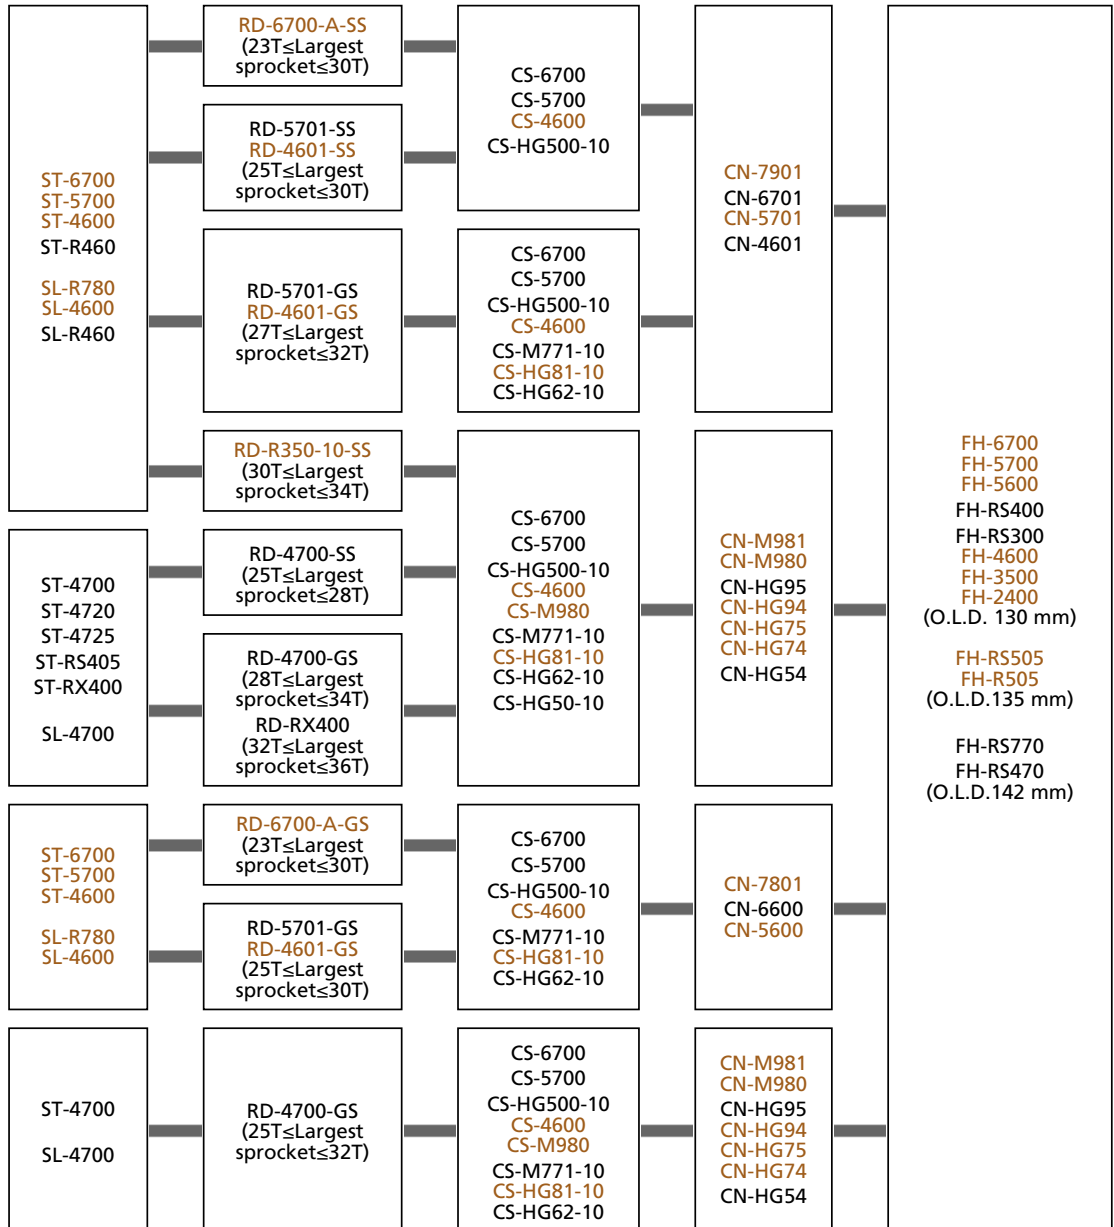 ST-6700
ST-5700
ST-4600
ST-R460
SL-R780
SL-4600
SL-R460
RD-6700-A-SS
(23T≤Largest
sprocket≤30T)
RD-5701-SS
RD-4601-SS
(25T≤Largest
sprocket≤30T)
CS-6700
CS-5700
CS-4600
CS-HG500-10
RD-5701-GS
RD-4601-GS
(27T≤Largest
sprocket≤32T)
CS-6700
CS-5700
CS-HG500-10
CS-4600
CS-M771-10
CS-HG81-10
CS-HG62-10
CN-7901
CN-6701
CN-5701
CN-4601
RD-R350-10-SS
(30T≤Largest
sprocket≤34T)
ST-4700
ST-4720
ST-4725
ST-RS405
ST-RX400
SL-4700
RD-4700-SS
(25T≤Largest
sprocket≤28T)
RD-4700-GS
(28T≤Largest
sprocket≤34T)
RD-RX400
(32T≤Largest
sprocket≤36T)
CS-6700
CS-5700
CS-HG500-10
CS-4600
CS-M980
CS-M771-10
CS-HG81-10
CS-HG62-10
CS-HG50-10
CN-M981
CN-M980
CN-HG95
CN-HG94
CN-HG75
CN-HG74
CN-HG54
ST-6700
ST-5700
ST-4600
SL-R780
SL-4600
RD-6700-A-GS
(23T≤Largest
sprocket≤30T)
RD-5701-GS
RD-4601-GS
(25T≤Largest
sprocket≤30T)
CS-6700
CS-5700
CS-HG500-10
CS-4600
CS-M771-10
CS-HG81-10
CS-HG62-10
CN-7801
CN-6600
CN-5600
ST-4700
SL-4700
RD-4700-GS
(25T≤Largest
sprocket≤32T)
CS-6700
CS-5700
CS-HG500-10
CS-4600
CS-M980
CS-M771-10
CS-HG81-10
CS-HG62-10
CN-M981
CN-M980
CN-HG95
CN-HG94
CN-HG75
CN-HG74
CN-HG54
FH-6700
FH-5700
FH-5600
FH-RS400
FH-RS300
FH-4600
FH-3500
FH-2400
(O.L.D. 130 mm)
FH-RS505
FH-R505
(O.L.D.135 mm)
FH-RS770
FH-RS470
(O.L.D.142 mm)